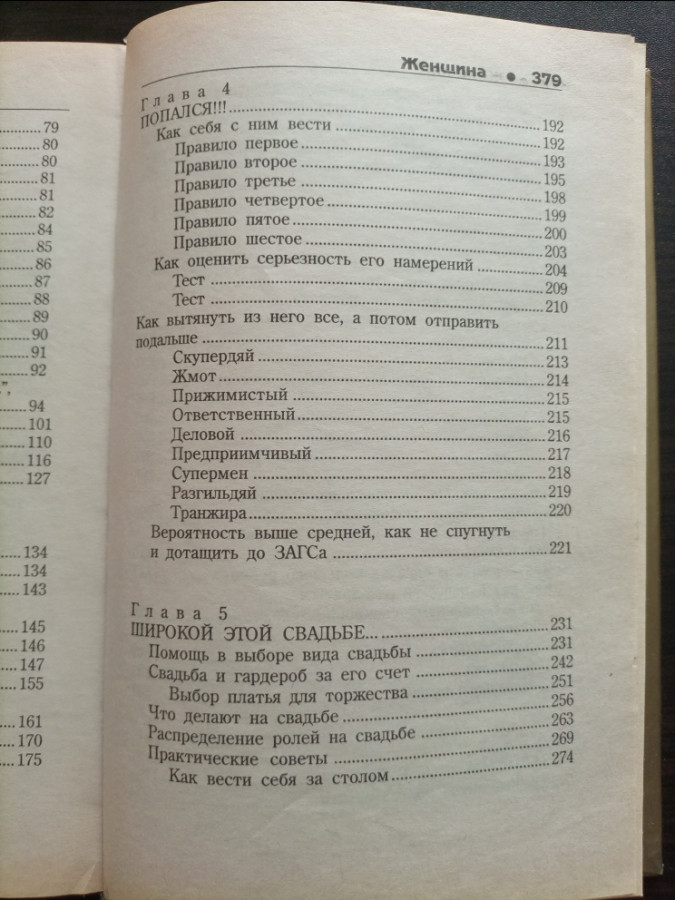 79
80
80
81
81
82
84
85
86
87
88
89
90
91
92
",
94
101
110
116
127
134
134
143
145
146
147
155
161
170
175
Женщина • 379
Глава 4
ПОПАЛСЯ!!! 192
Как себя с ним вести 192
Правило первое 193
Правило второе 195
Правило третье 198
Правило четвертое 199
Правило пятое 200
Правило шестое 203
Как оценить серьезность его намерений 204
Тест 209
Тест 210
Как вытянуть из него все, а потом отправить
подальше 211
Скупердяй 213
Жмот 214
Прижимистый 215
Ответственный 215
Деловой 216
Предприимчивый 217
Супермен 218
Разгильдяй 219
Транжира 220
Вероятность выше средней, как не спугнуть
и дотащить до ЗАГСа 221
Глава 5
ШИРОКОЙ ЭТОЙ СВАДЬБЕ... 231
Помощь в выборе вида свадьбы 231
Свадьба и гардероб за его счет 242
Выбор платья для торжества 251
Что делают на свадьбе 256
Распределение ролей на свадьбе 263
Практические советы 269
Как вести себя за столом 274